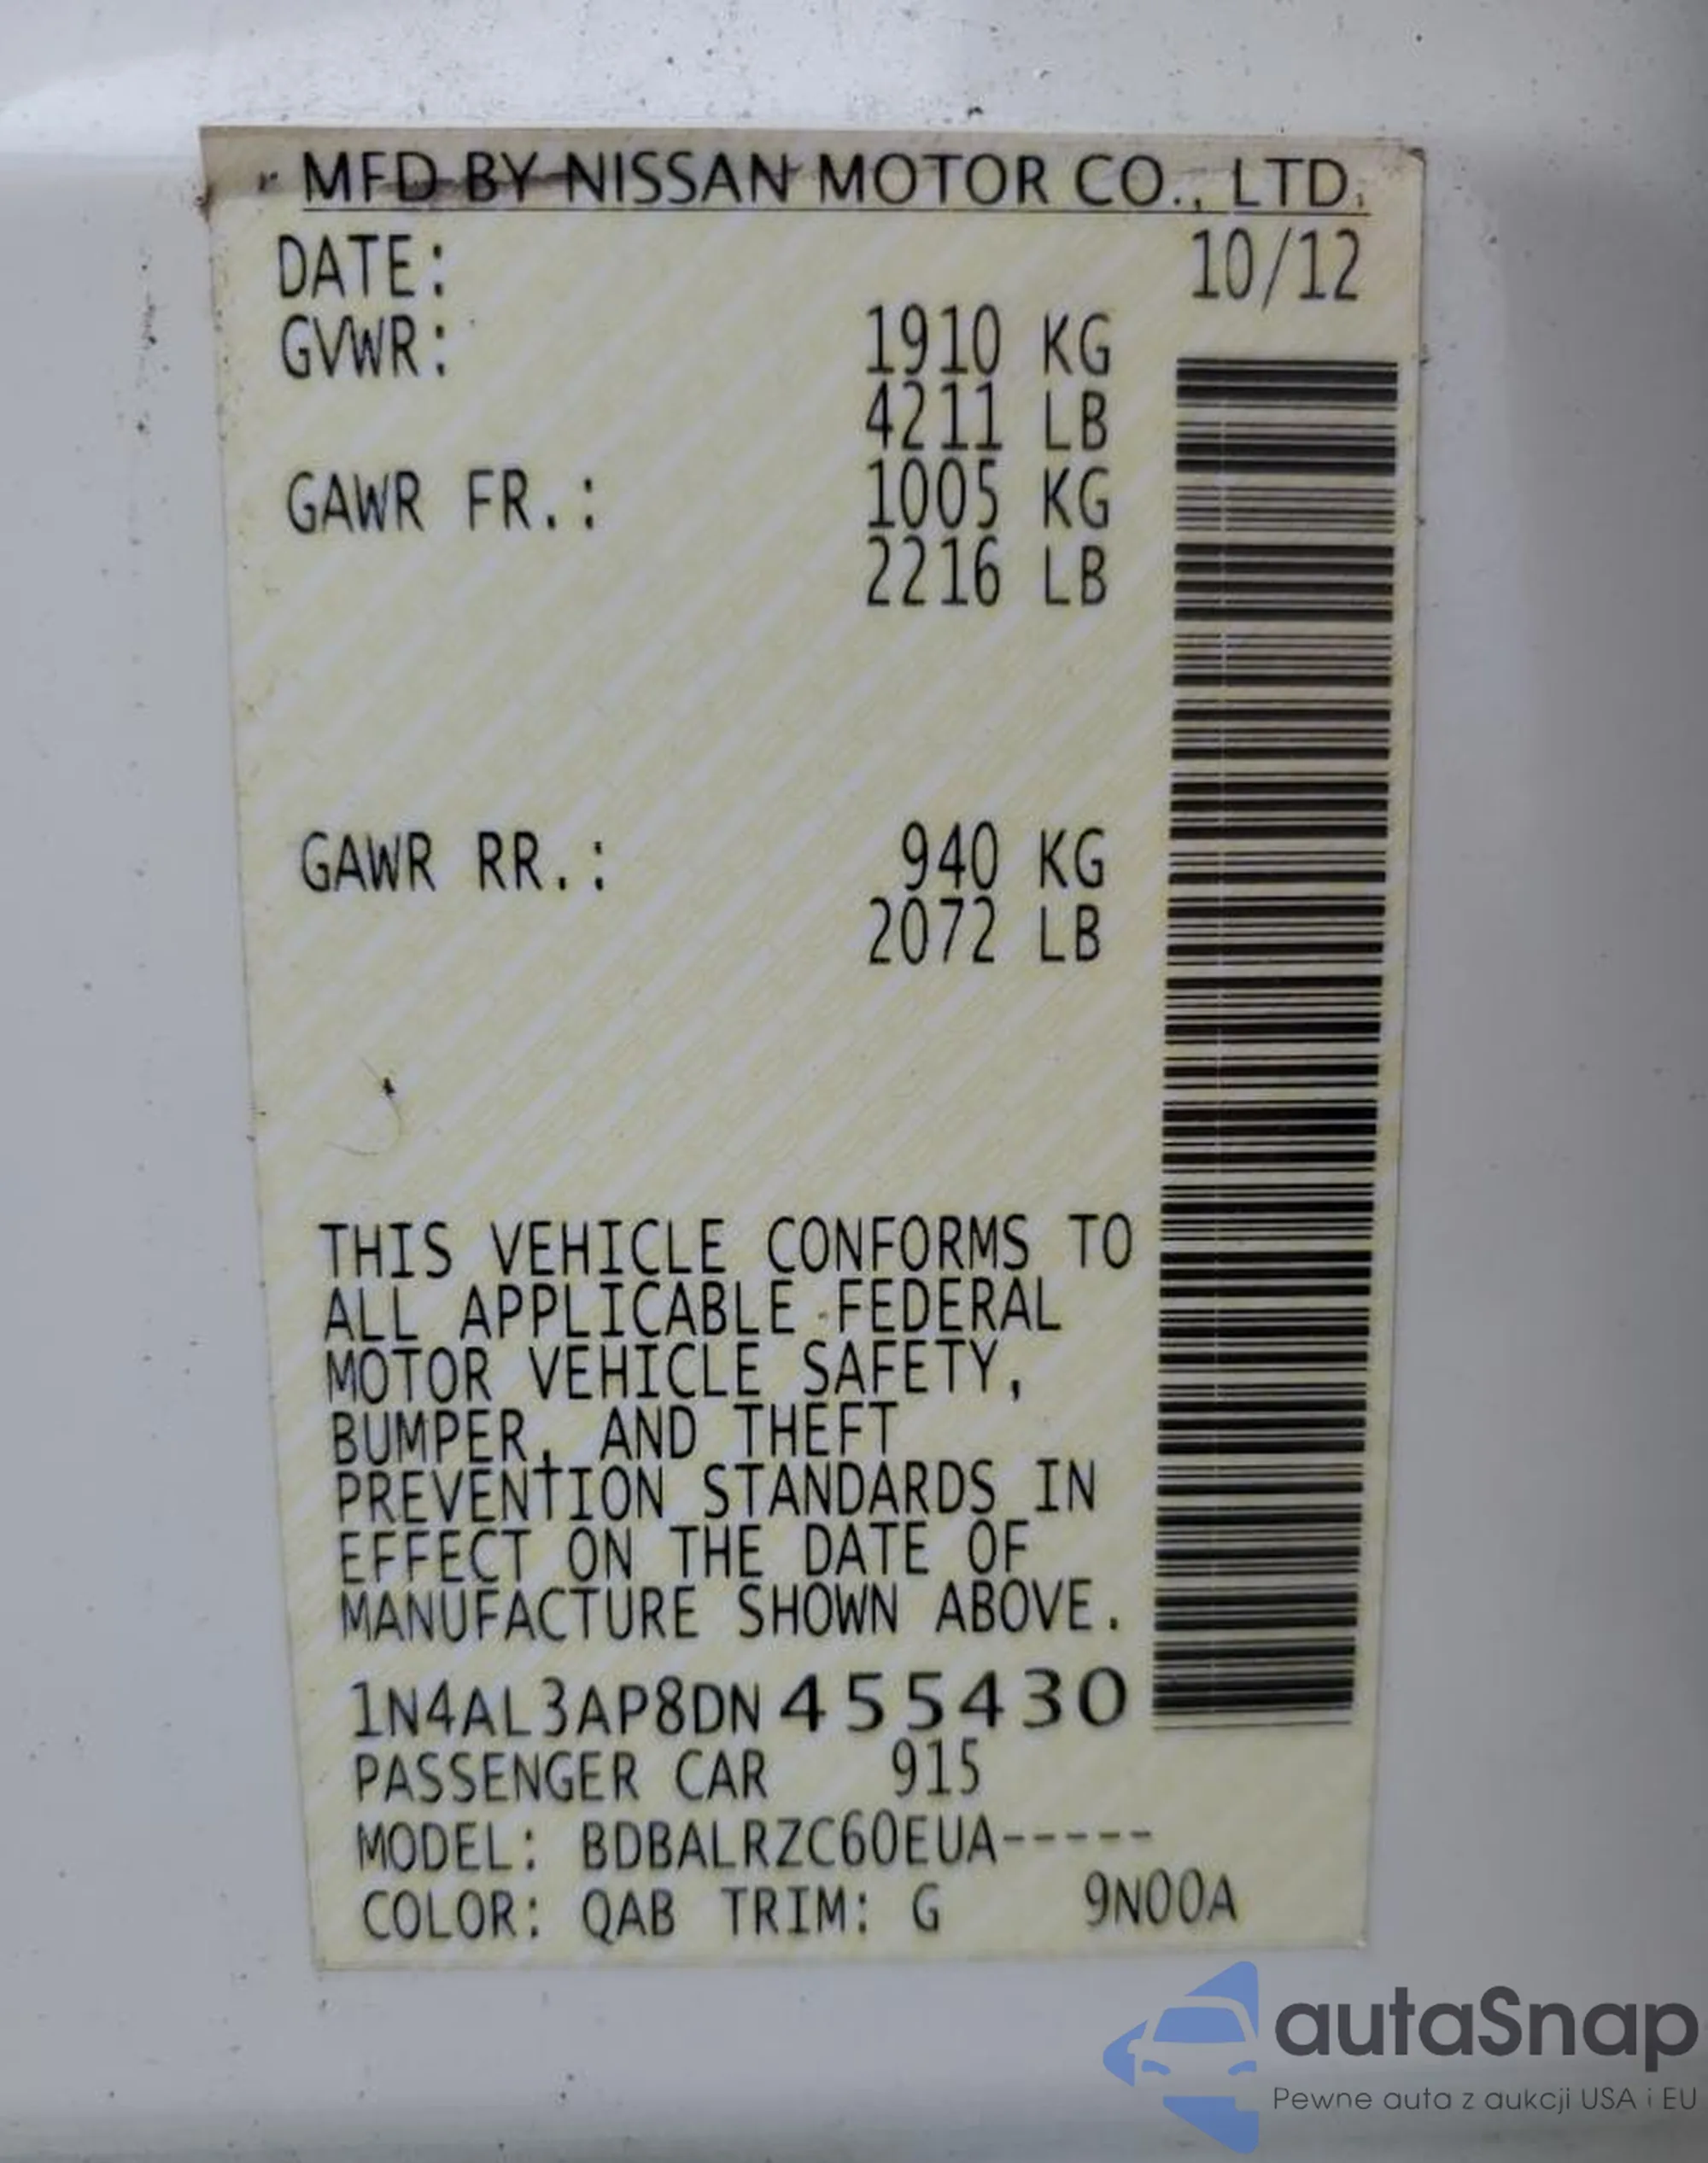 MFD BY NISSAN MOTOR CO., LTD.
DATE: 10/12
GVWR: 1910 KG
4211 LB
GAWR FR.: 1005 KG
2216 LB
GAWR RR.: 940 KG
2072 LB
THIS VEHICLE CONFORMS TO
ALL APPLICABLE FEDERAL
MOTOR VEHICLE SAFETY,
BUMPER, AND THEFT
PREVENTION STANDARDS IN
EFFECT ON THE DATE OF
MANUFACTURE SHOWN ABOVE.
1N4AL3AP8DN455430
PASSENGER CAR 915
MODEL: BDBALRZC60EUA-----
COLOR: QAB TRIM: G 9N00A
autaSnap
Pewne auta z aukcji USA i EU